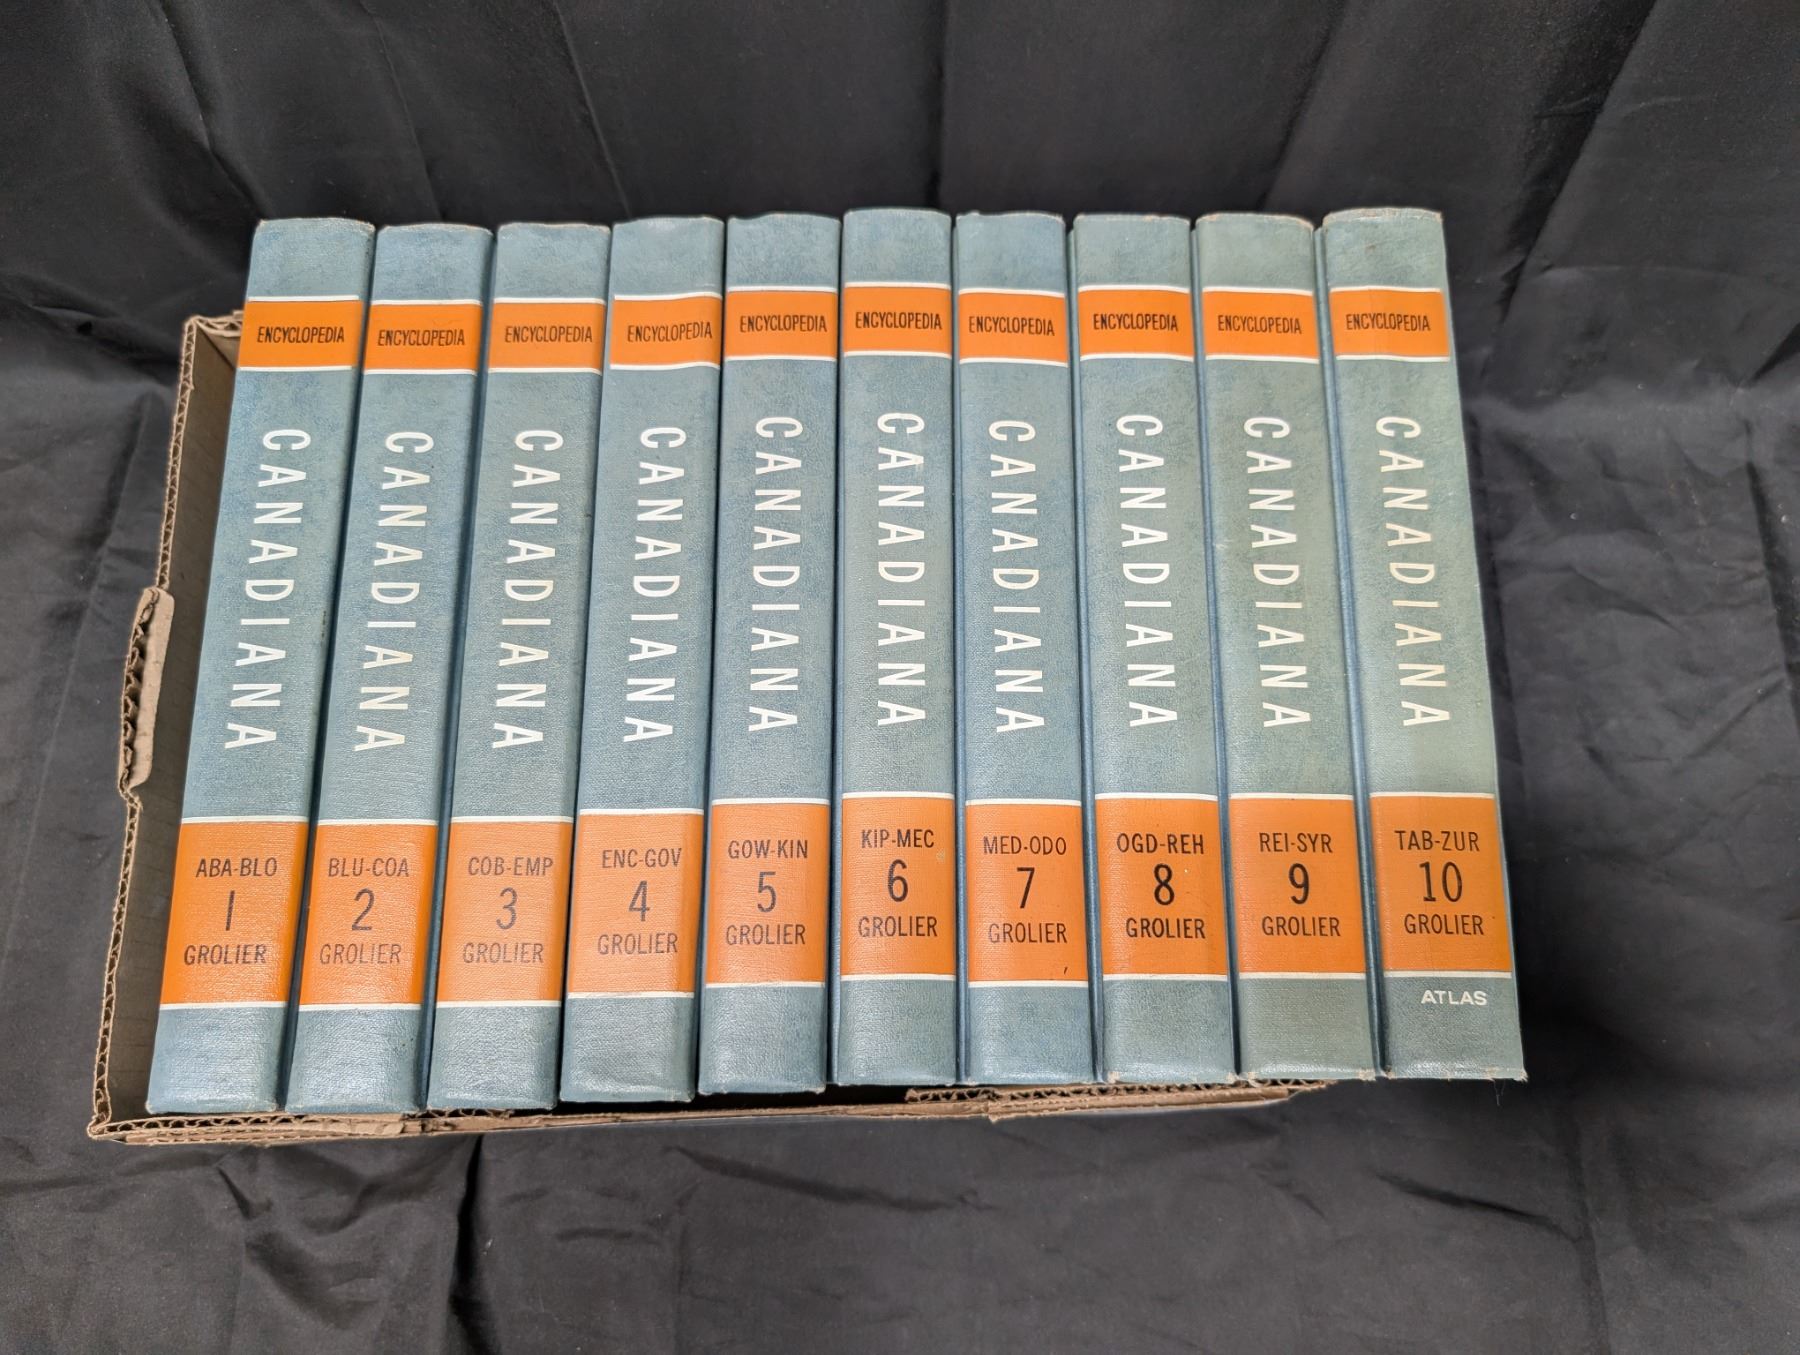 ENCYCLOPEDIA
CANADIANA
ABA-BLO
1
GROLIER
ENCYCLOPEDIA
CANADIANA
BLU-COA
2
GROLIER
ENCYCLOPEDIA
CANADIANA
COB-EMP
3
GROLIER
ENCYCLOPEDIA
CANADIANA
ENC-GOV
4
GROLIER
ENCYCLOPEDIA
CANADIANA
GOW-KIN
5
GROLIER
ENCYCLOPEDIA
CANADIANA
KIP-MEC
6
GROLIER
ENCYCLOPEDIA
CANADIANA
MED-ODO
7
GROLIER
ENCYCLOPEDIA
CANADIANA
OGD-REH
8
GROLIER
ENCYCLOPEDIA
CANADIANA
REI-SYR
9
GROLIER
ENCYCLOPEDIA
CANADIANA
TAB-ZUR
10
GROLIER
ATLAS